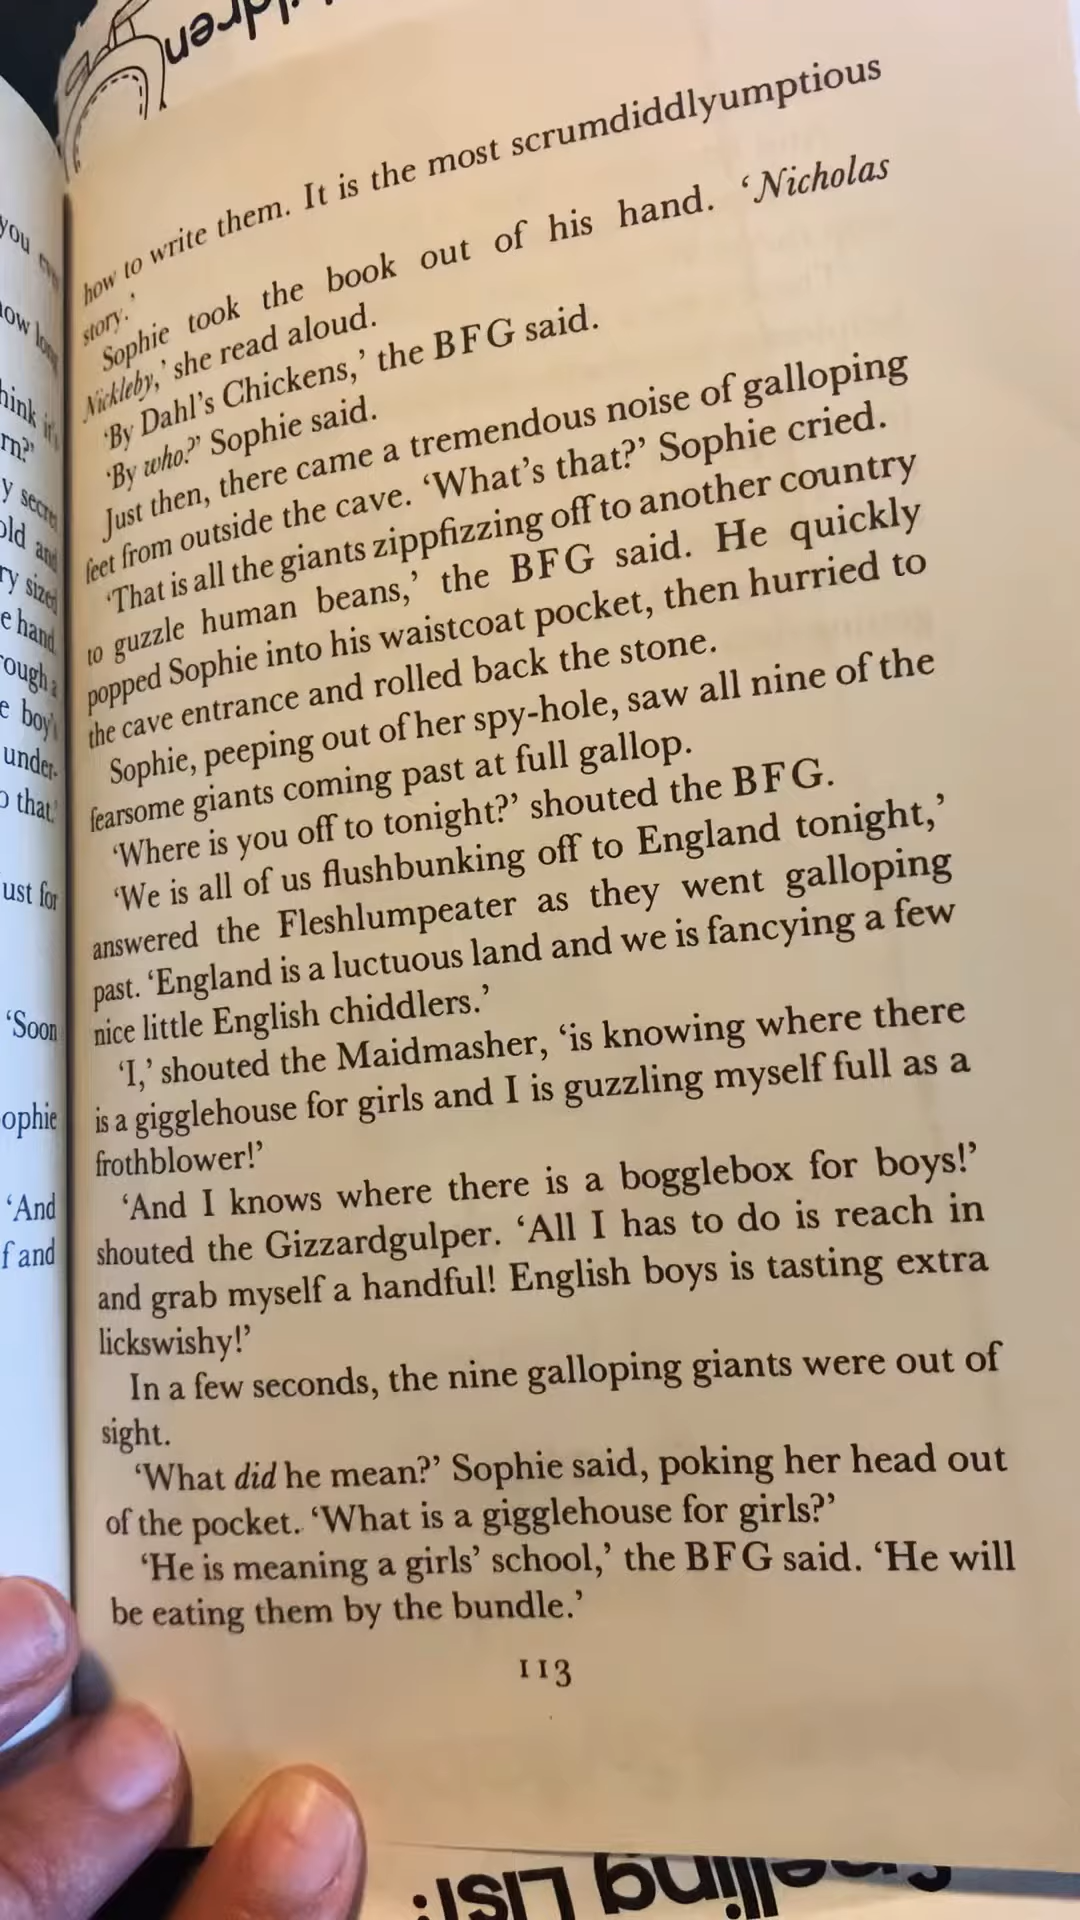 ildren
how to write them. It is the most scrumdiddlyumptious
story.’
Sophie took the book out of his hand. ‘Nicholas
Nickleby,’ she read aloud.
‘By Dahl’s Chickens,’ the BFG said.
‘By who?’ Sophie said.
Just then, there came a tremendous noise of galloping
feet from outside the cave. ‘What’s that?’ Sophie cried.
‘That is all the giants zippfizzing off to another country
to guzzle human beans,’ the BFG said. He quickly
popped Sophie into his waistcoat pocket, then hurried to
the cave entrance and rolled back the stone.
Sophie, peeping out of her spy-hole, saw all nine of the
fearsome giants coming past at full gallop.
‘Where is you off to tonight?’ shouted the BFG.
‘We is all of us flushbunking off to England tonight,’
answered the Fleshlumpeater as they went galloping
past. ‘England is a luctuous land and we is fancying a few
nice little English chiddlers.’
‘I,’ shouted the Maidmasher, ‘is knowing where there
is a gigglehouse for girls and I is guzzling myself full as a
frothblower!’
‘And I knows where there is a bogglebox for boys!’
shouted the Gizzardgulper. ‘All I has to do is reach in
and grab myself a handful! English boys is tasting extra
lickswishy!’
In a few seconds, the nine galloping giants were out of
sight.
‘What did he mean?’ Sophie said, poking her head out
of the pocket. ‘What is a gigglehouse for girls?’
‘He is meaning a girls’ school,’ the BFG said. ‘He will
be eating them by the bundle.’
113
Spelling List: